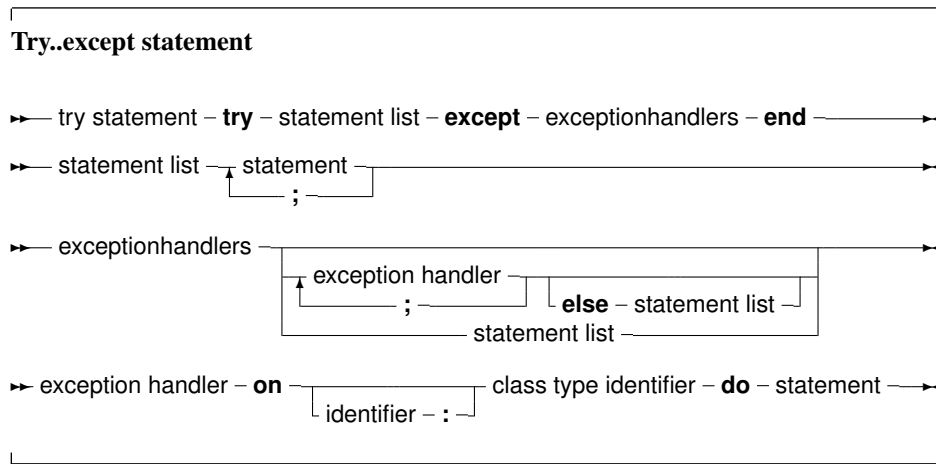 Try..except statement
try statement – try – statement list – except – exceptionhandlers – end
statement list statement
;
exceptionhandlers
exception handler
; else – statement list
statement list
exception handler – on class type identifier – do – statement
identifier – :